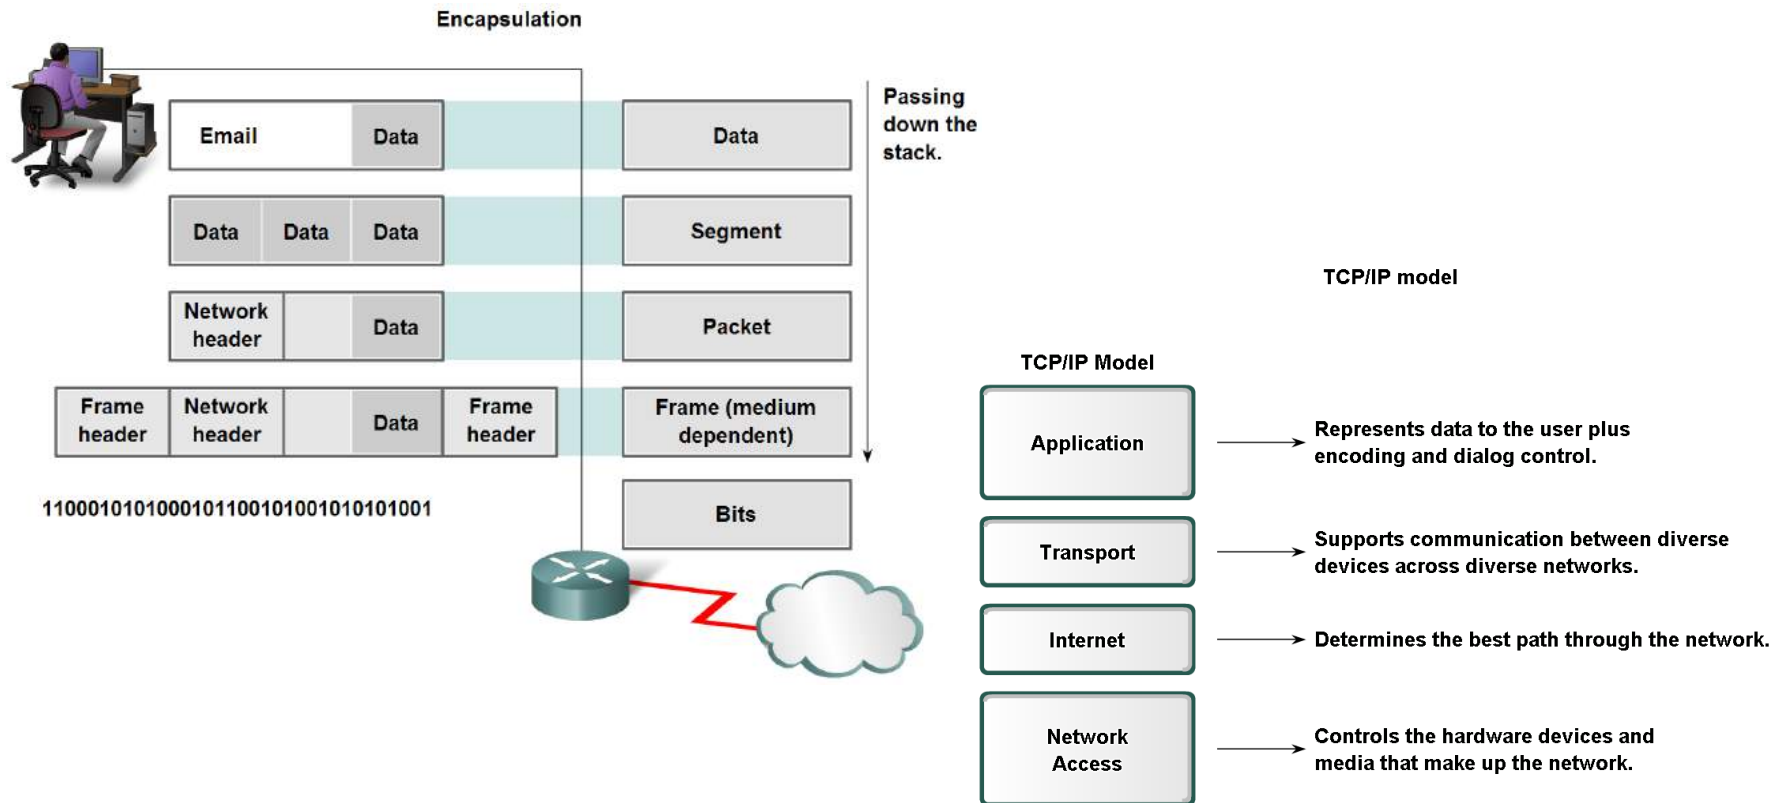 Encapsulation
Passing
down the
stack.
Email Data Data
Data Data Data Segment
Network
header Data Packet
Frame
header Network
header Data Frame
header Frame (medium
dependent)
110001010100010110010100101010​1001
Bits
TCP/IP model
TCP/IP Model
Application
Represents data to the user plus
encoding and dialog control.
Transport
Supports communication between diverse
devices across diverse networks.
Internet
Determines the best path through the network.
Network
Access
Controls the hardware devices and
media that make up the network.